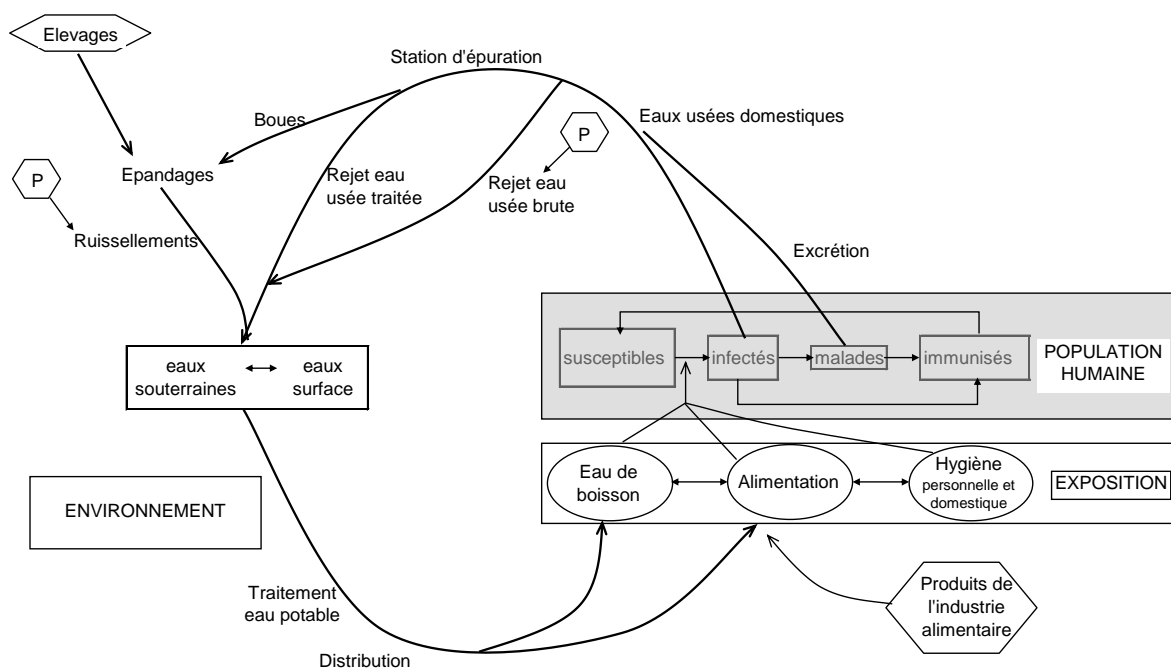 Elevages
Station d'épuration
Boues
Eaux usées domestiques
P
P
Epandages
Rejet eau
usée traitée
Rejet eau
usée brute
Ruissellements
Excrétion
susceptibles
infectés
malades
immunisés
POPULATION
HUMAINE
eaux
souterraines
eaux
surface
Eau de
boisson
Alimentation
Hygiène
personnelle et
domestique
EXPOSITION
ENVIRONNEMENT
Traitement
eau potable
Distribution
Produits de
l'industrie
alimentaire